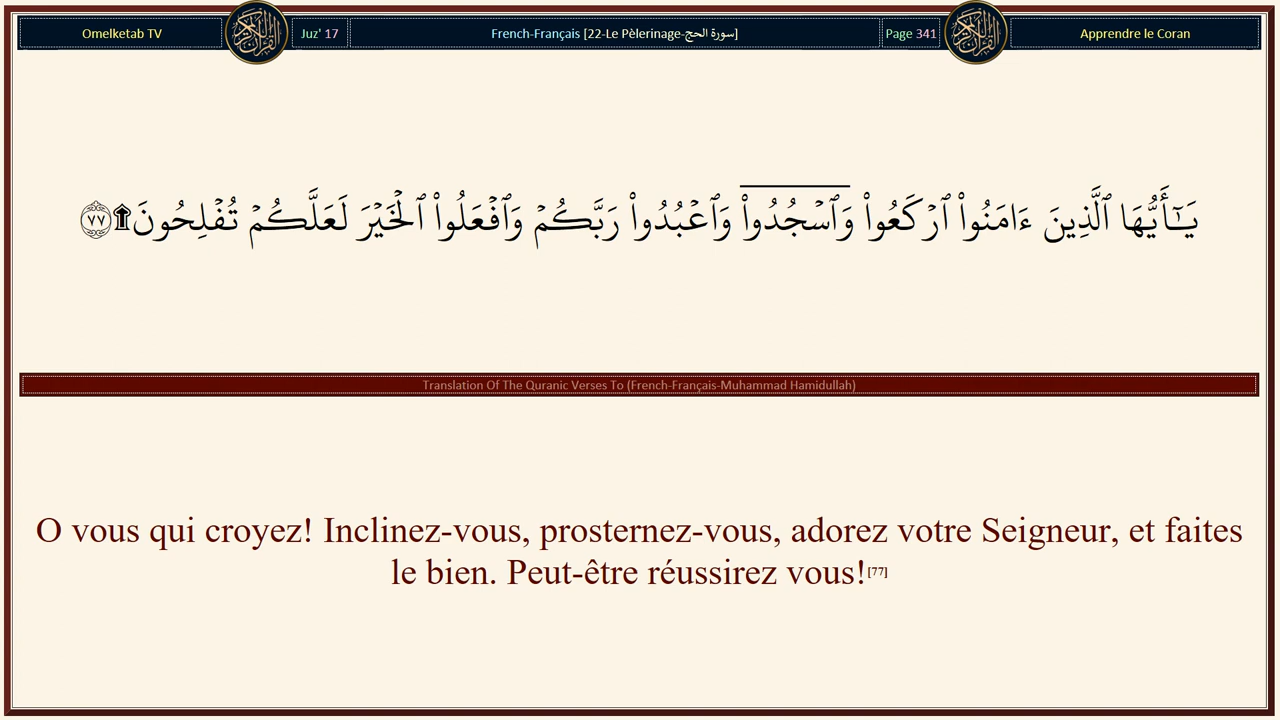 Omelketab TV
Juz' 17
French-Français [22-Le Pèlerinage-سورة الحج]
Page 341
Apprendre le Coran
يَـٰٓأَيُّهَا ٱلَّذِينَ ءَامَنُوا۟ ٱرْكَعُوا۟ وَٱسْجُدُوا۟ وَٱعْبُدُوا۟ رَبَّكُمْ وَٱفْعَلُوا۟ ٱلْخَيْرَ لَعَلَّكُمْ تُفْلِحُونَ ۩ ٧٧
Translation Of The Quranic Verses To (French-Français-Muhammad Hamidullah)
O vous qui croyez! Inclinez-vous, prosternez-vous, adorez votre Seigneur, et faites
le bien. Peut-être réussirez vous![77]